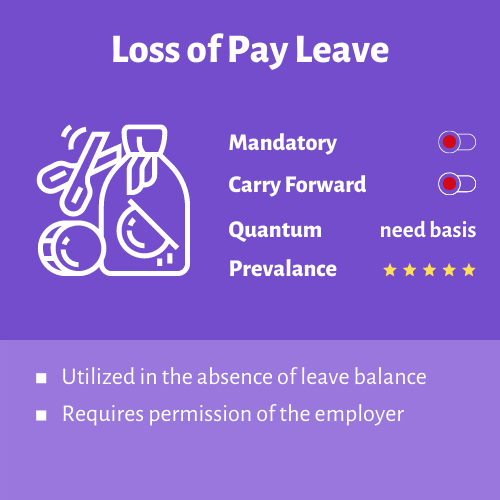 Loss of Pay Leave
Mandatory
Carry Forward
Quantum need basis
Prevalance
Utilized in the absence of leave balance
Requires permission of the employer